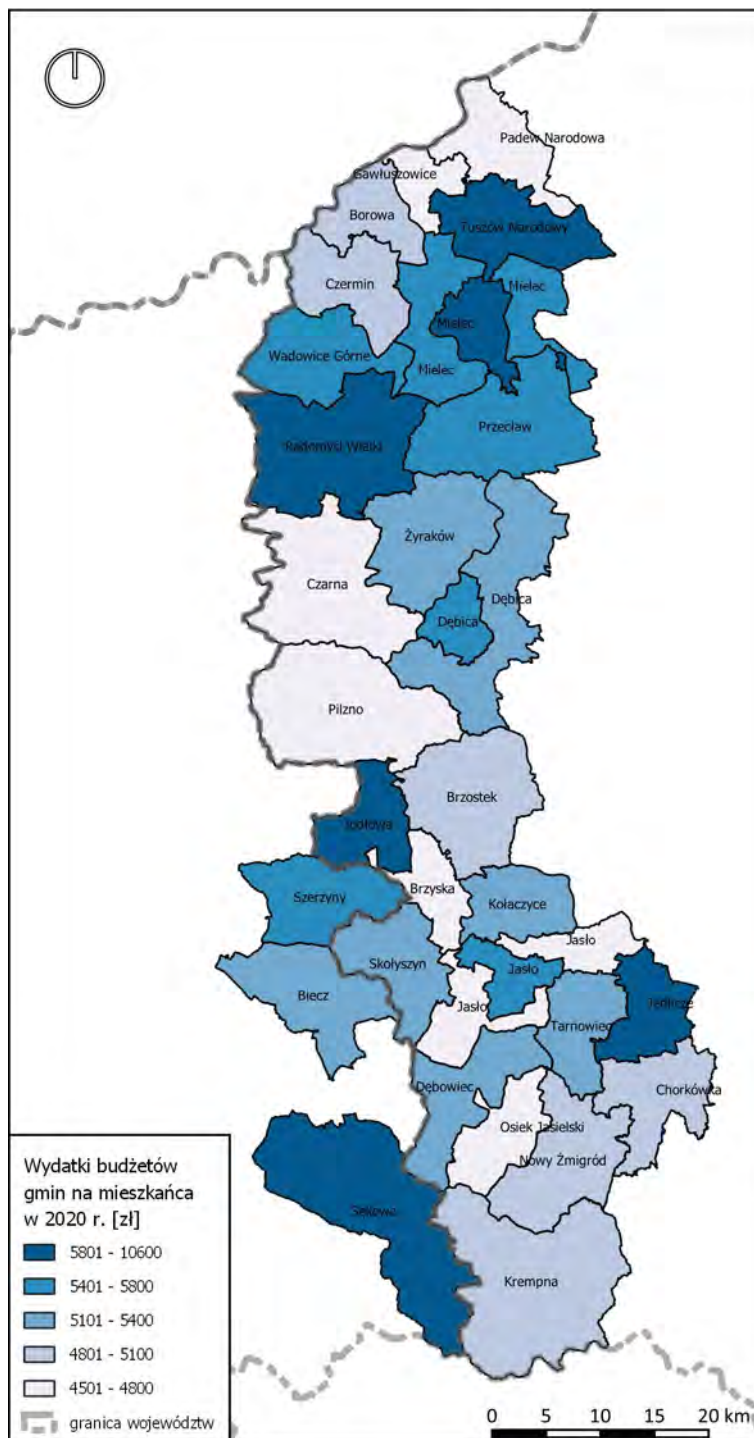 Padew Narodowa
Gawłuszowice
Borowa
Tuszów Narodowy
Czermin
Mielec
Mielec
Wadowice Górne
Mielec
Przecław
Radomyśl Wielki
Żyraków
Czarna
Dębica
Dębica
Pilzno
Brzostek
Jodłowa
Brzyska
Szerzyny
Kołaczyce
Jasło
Skołyszyn
Jasło
Biecz
Jasło
Jedlicze
Tarnowiec
Dębowiec
Chorkówka
Osiek Jasielski
Nowy Żmigród
Sękowa
Krempna
Wydatki budżetów
gmin na mieszkańca
w 2020 r. [zł]
5801 - 10600
5401 - 5800
5101 - 5400
4801 - 5100
4501 - 4800
granica województw
0 5 10 15 20 km